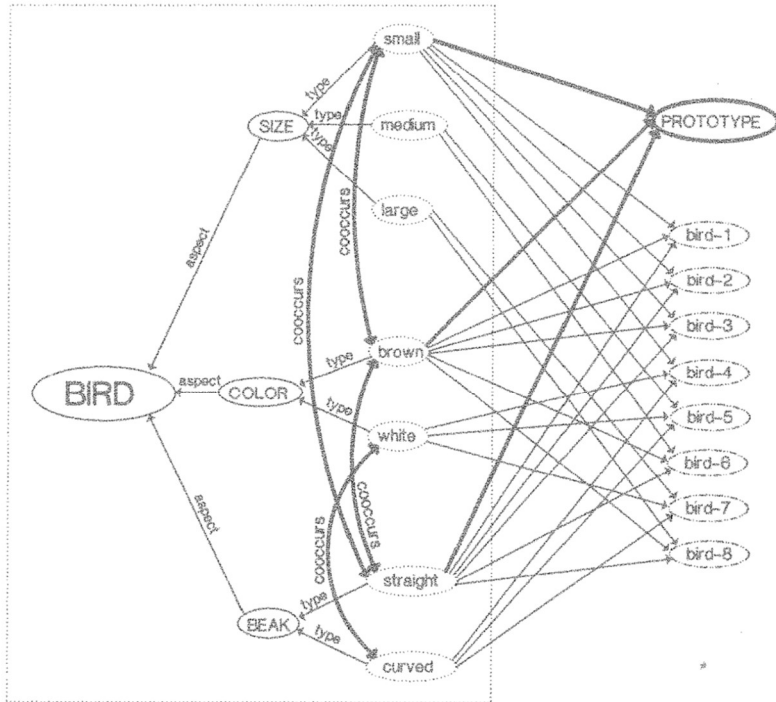 small
type
SIZE
type
medium
PROTOTYPE
type
large
aspect
cooccurs
bird-1
bird-2
cooccurs
bird-3
brown
type
bird-4
BIRD
aspect
COLOR
type
white
bird-5
bird-6
cooccurs
aspect
cooccurs
bird-7
bird-8
straight
type
BEAK
type
curved